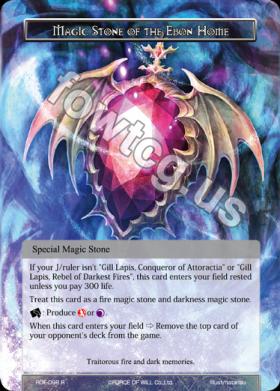 Magic Stone of the Ebon Home
towtcg.us
Special Magic Stone
If your J/ruler isn't "Gill Lapis, Conqueror of Attoractia" or "Gill
Lapis, Rebel of Darkest Fires", this card enters your field
rested unless you pay 300 life.
Treat this card as a fire magic stone and darkness magic stone.
: Produce or .
When this card enters your field ⇨ Remove the top card of
your opponent's deck from the game.
Traitorous fire and dark memories.
ADK-098 R
©FORCE OF WILL Co.,Ltd.